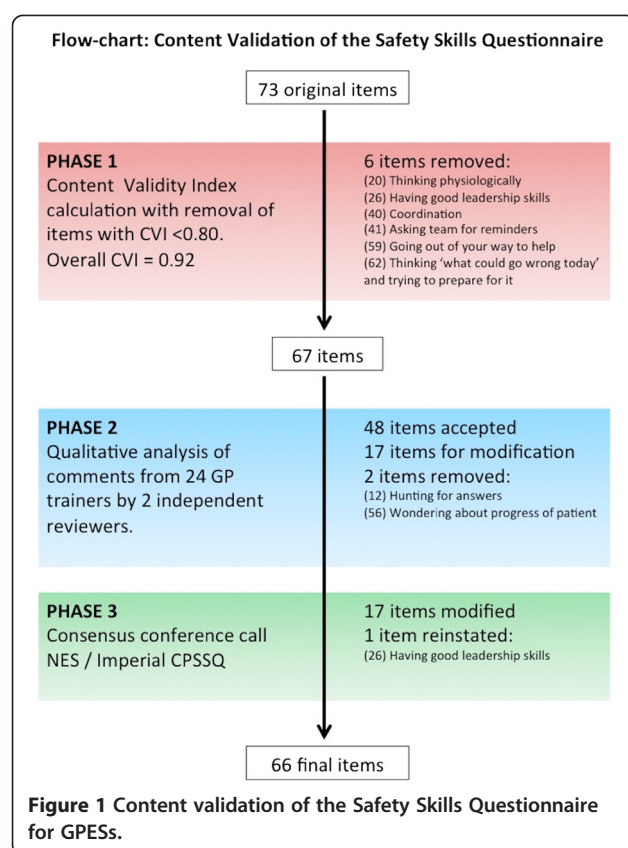 Flow-chart: Content Validation of the Safety Skills Questionnaire
73 original items
PHASE 1
Content Validity Index
calculation with removal of
items with CVI <0.80.
Overall CVI = 0.92
6 items removed:
(20) Thinking physiologically
(26) Having good leadership skills
(40) Coordination
(41) Asking team for reminders
(59) Going out of your way to help
(62) Thinking ‘what could go wrong today’
and trying to prepare for it
67 items
PHASE 2
Qualitative analysis of
comments from 24 GP
trainers by 2 independent
reviewers.
48 items accepted
17 items for modification
2 items removed:
(12) Hunting for answers
(56) Wondering about progress of patient
PHASE 3
Consensus conference call
NES / Imperial CPSSQ
17 items modified
1 item reinstated:
(26) Having good leadership skills
66 final items
Figure 1 Content validation of the Safety Skills Questionnaire
for GPESs.